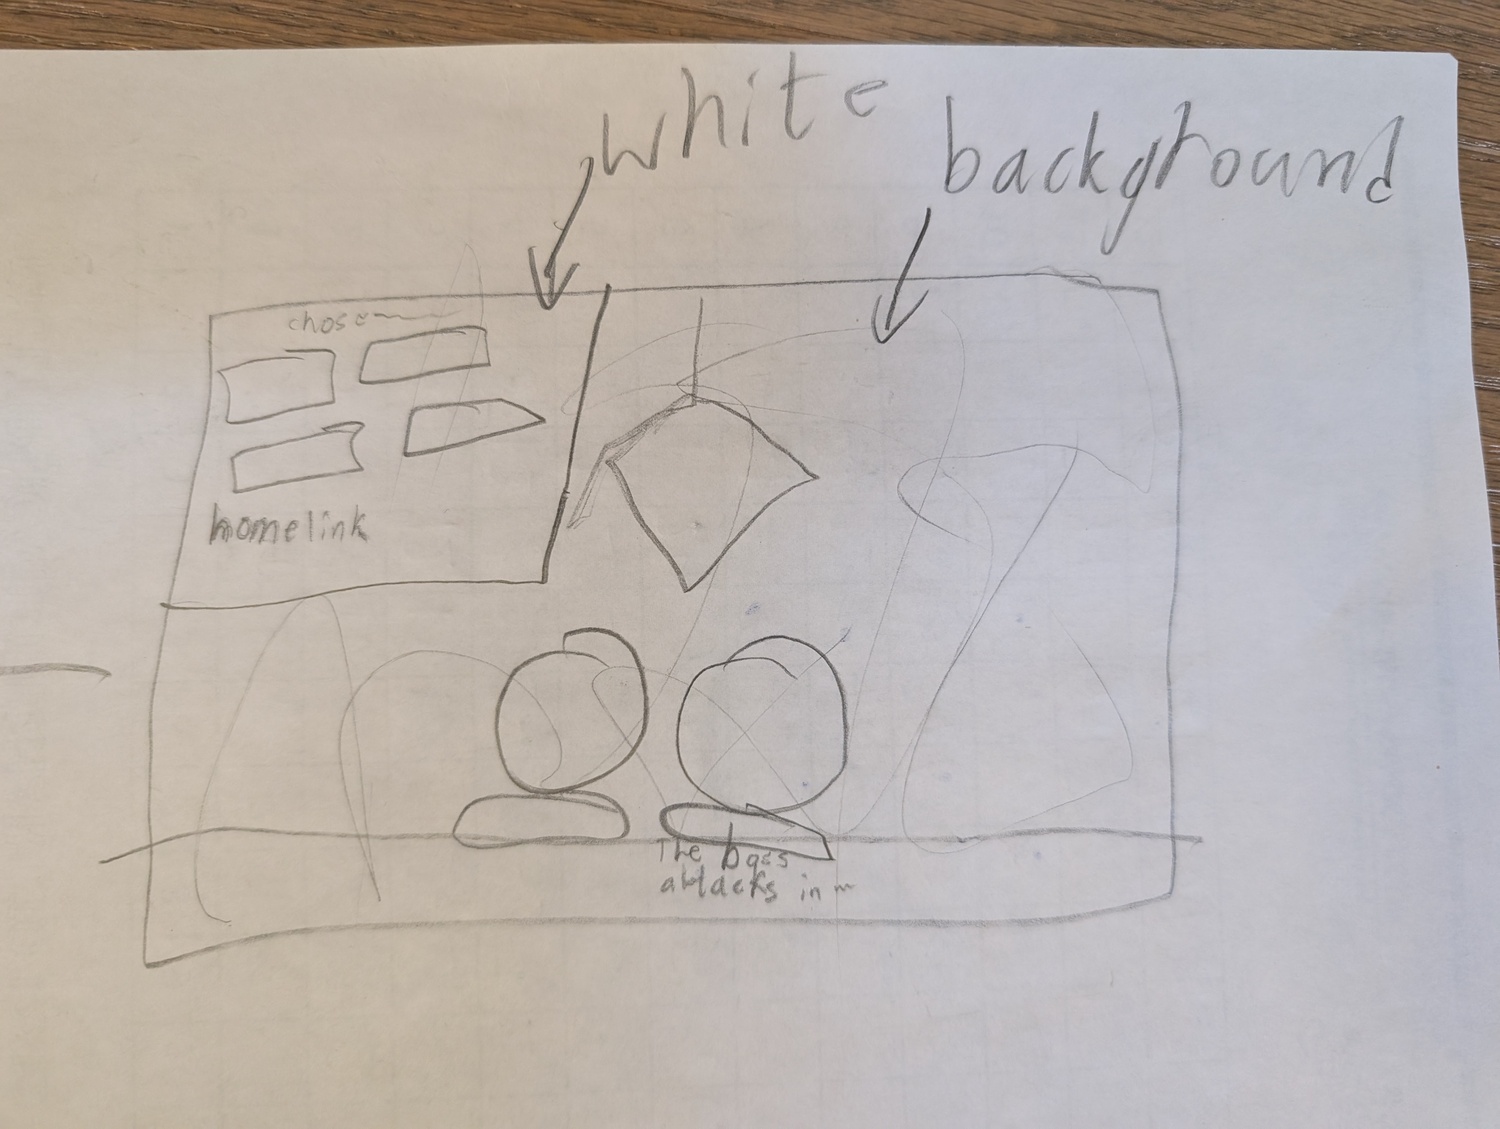 white
background
chose
homelink
The boss
attacks in